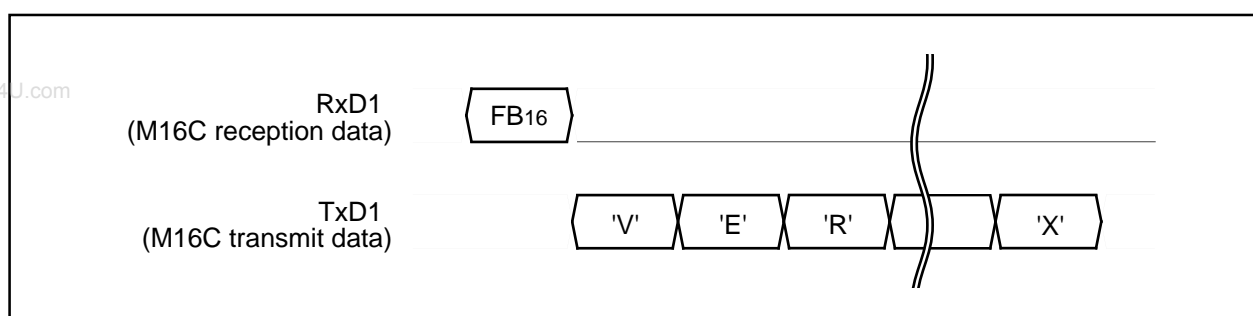 4U.com
RxD1
(M16C reception data)
FB16
TxD1
(M16C transmit data)
'V' 'E' 'R' 'X'